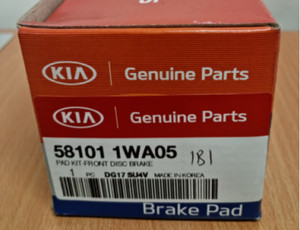 KIA Genuine Parts
KIA Genuine Parts
58101 1WA05 181
PAD KIT-FRONT DISC BRAKE
1 PC DG17 SU4V MADE IN KOREA
Brake Pad